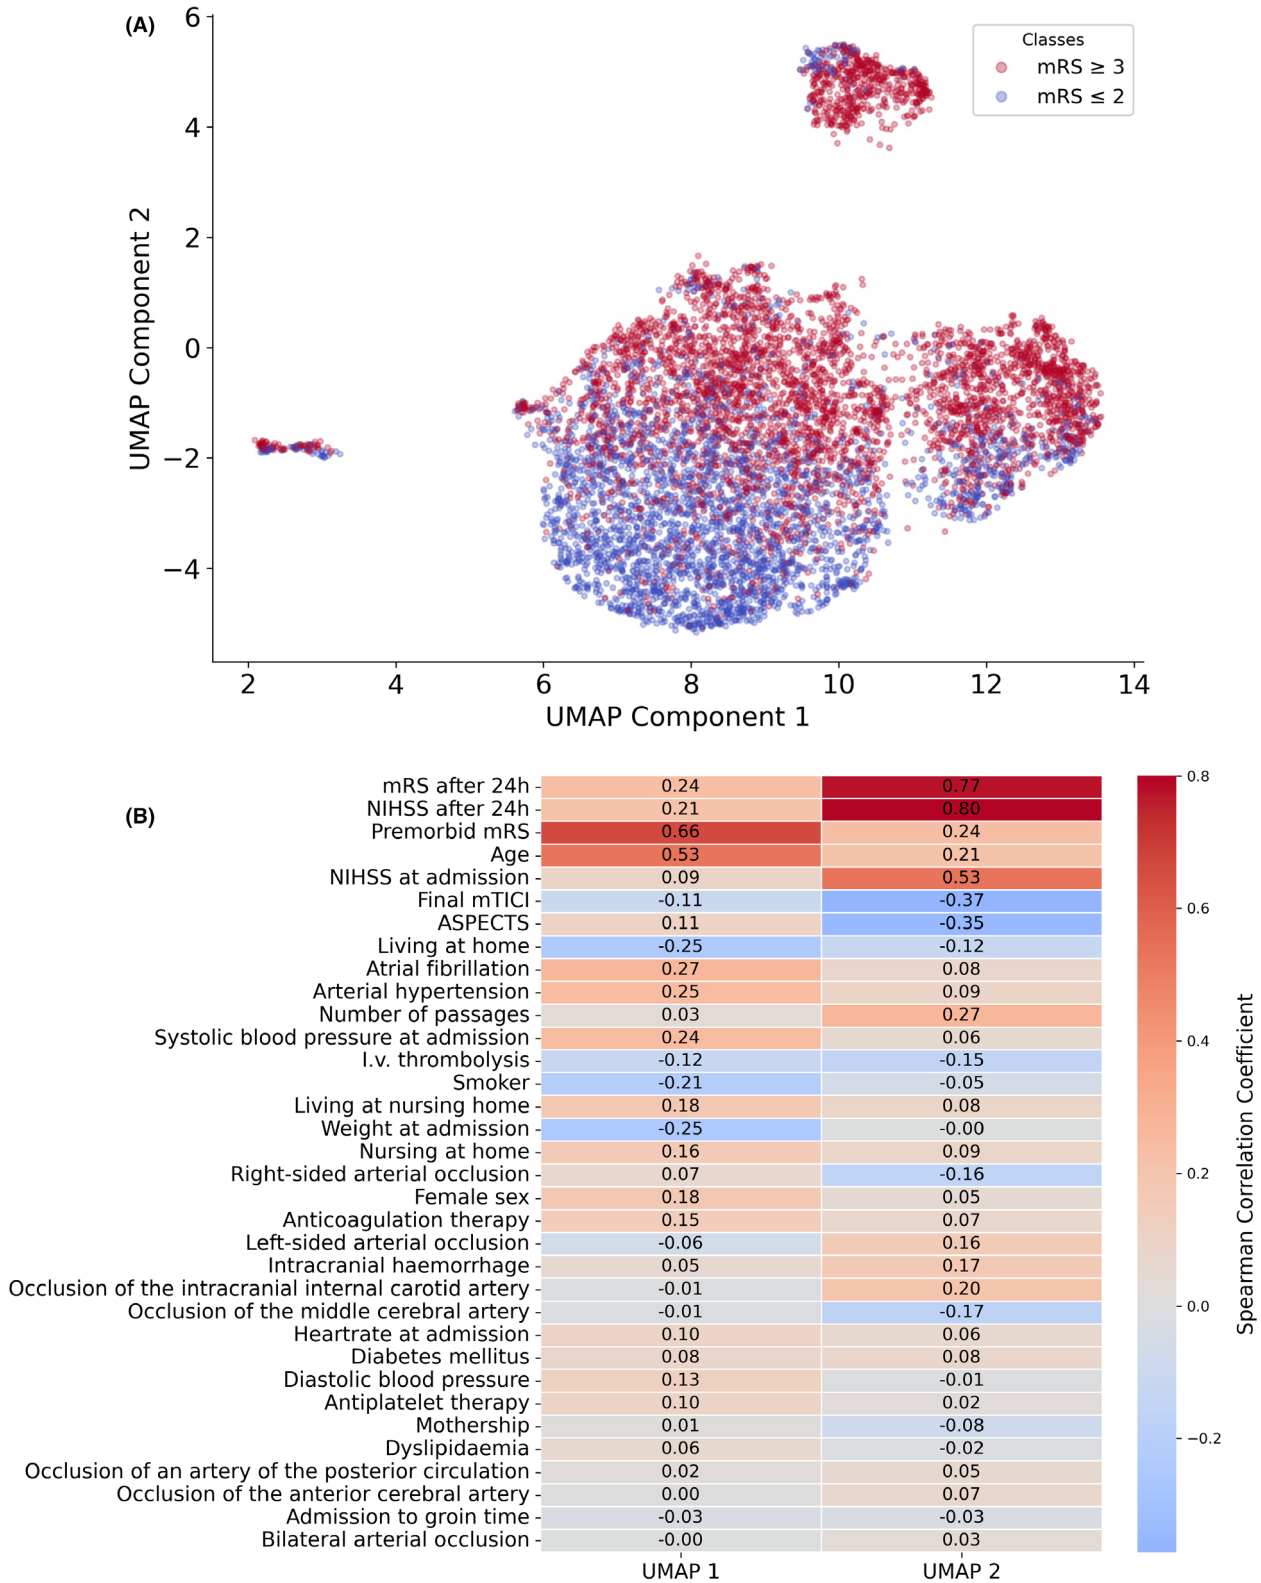 (A)
6
4
2
0
−2
−4
UMAP Component 2
2 4 6 8 10 12 14
UMAP Component 1
Classes
mRS ≥ 3
mRS ≤ 2
(B)
mRS after 24h 0.24 0.77
NIHSS after 24h 0.21 0.80
Premorbid mRS 0.66 0.24
Age 0.53 0.21
NIHSS at admission 0.09 0.53
Final mTICI -0.11 -0.37
ASPECTS 0.11 -0.35
Living at home -0.25 -0.12
Atrial fibrillation 0.27 0.08
Arterial hypertension 0.25 0.09
Number of passages 0.03 0.27
Systolic blood pressure at admission 0.24 0.06
I.v. thrombolysis -0.12 -0.15
Smoker -0.21 -0.05
Living at nursing home 0.18 0.08
Weight at admission -0.25 -0.00
Nursing at home 0.16 0.09
Right-sided arterial occlusion 0.07 -0.16
Female sex 0.18 0.05
Anticoagulation therapy 0.15 0.07
Left-sided arterial occlusion -0.06 0.16
Intracranial haemorrhage 0.05 0.17
Occlusion of the intracranial internal carotid artery -0.01 0.20
Occlusion of the middle cerebral artery -0.01 -0.17
Heartrate at admission 0.10 0.06
Diabetes mellitus 0.08 0.08
Diastolic blood pressure 0.13 -0.01
Antiplatelet therapy 0.10 0.02
Mothership 0.01 -0.08
Dyslipidaemia 0.06 -0.02
Occlusion of an artery of the posterior circulation 0.02 0.05
Occlusion of the anterior cerebral artery 0.00 0.07
Admission to groin time -0.03 -0.03
Bilateral arterial occlusion -0.00 0.03
UMAP 1 UMAP 2
0.8
0.6
0.4
0.2
0.0
−0.2
Spearman Correlation Coefficient